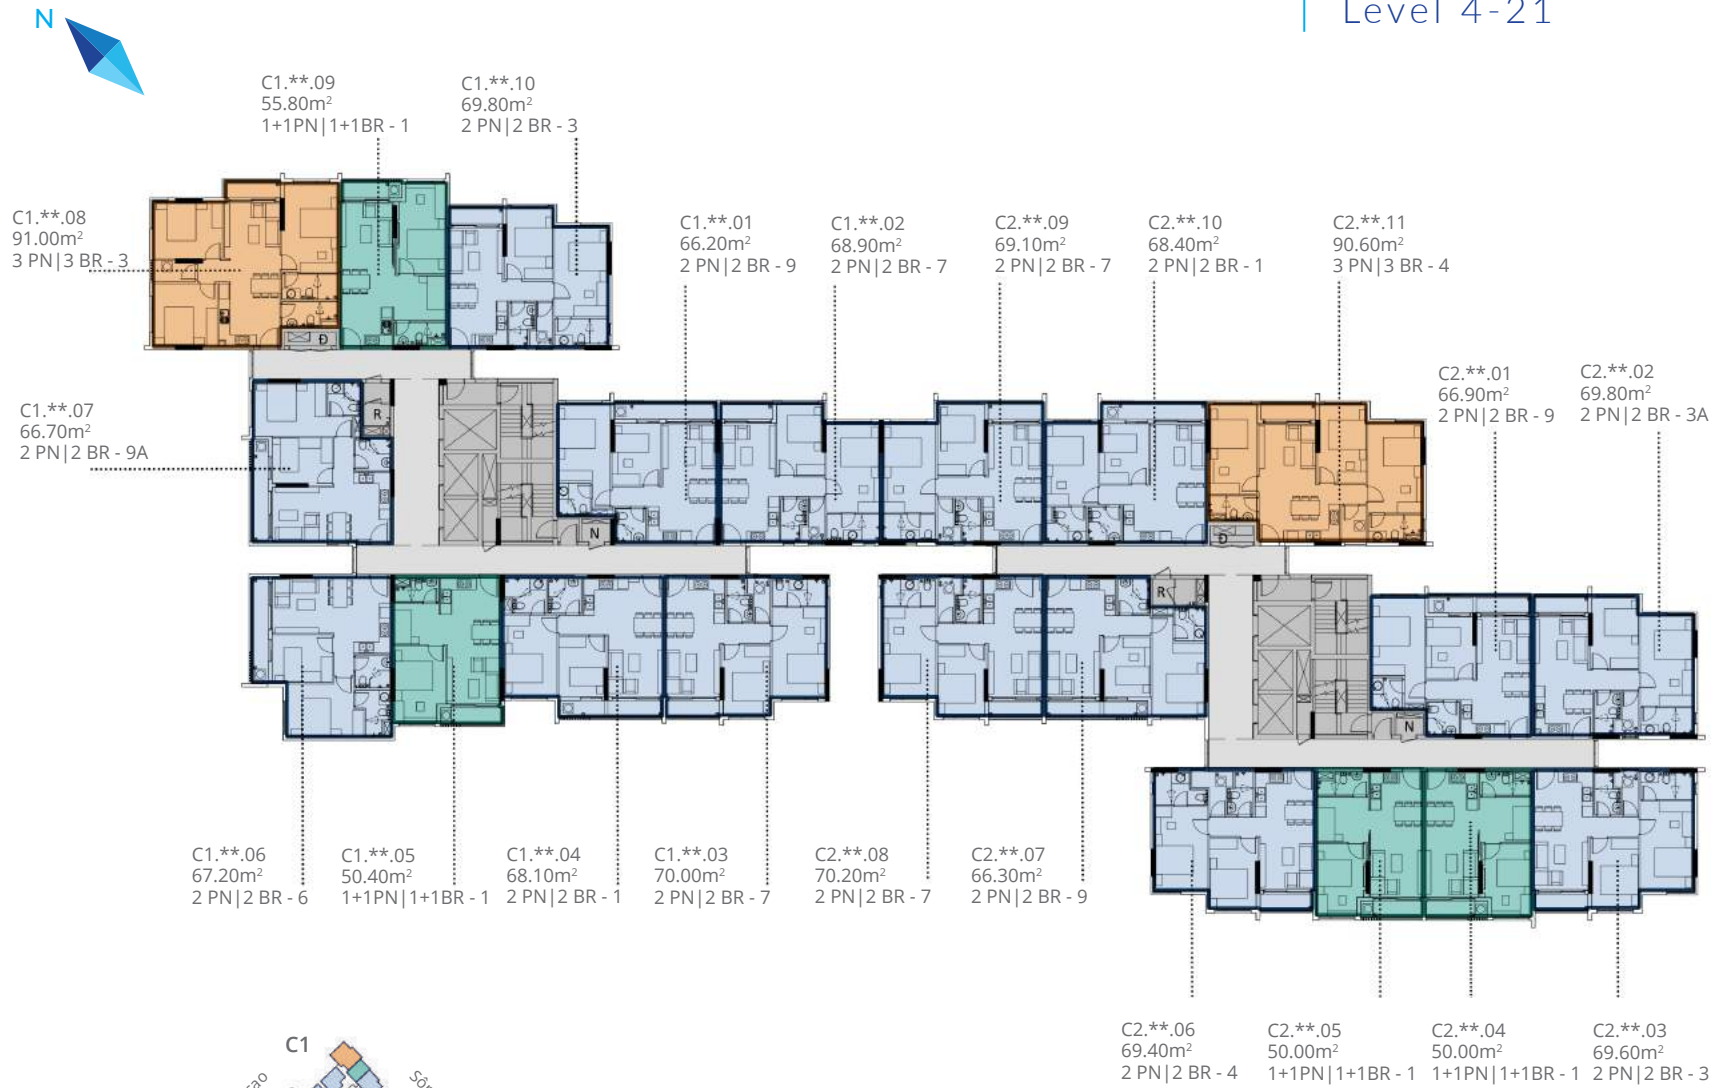 Level 4-21
N
C1.**.09
55.80m²
1+1PN|1+1BR - 1
C1.**.10
69.80m²
2 PN|2 BR - 3
C1.**.08
91.00m²
3 PN|3 BR - 3
C1.**.01
66.20m²
2 PN|2 BR - 9
C1.**.02
68.90m²
2 PN|2 BR - 7
C2.**.09
69.10m²
2 PN|2 BR - 7
C2.**.10
68.40m²
2 PN|2 BR - 1
C2.**.11
90.60m²
3 PN|3 BR - 4
Đ
C2.**.01
66.90m²
2 PN|2 BR - 9
C2.**.02
69.80m²
2 PN|2 BR - 3A
C1.**.07
66.70m²
2 PN|2 BR - 9A
R
N
Đ
R
N
C1.**.06
67.20m²
2 PN|2 BR - 6
C1.**.05
50.40m²
1+1PN|1+1BR - 1
C1.**.04
68.10m²
2 PN|2 BR - 1
C1.**.03
70.00m²
2 PN|2 BR - 7
C2.**.08
70.20m²
2 PN|2 BR - 7
C2.**.07
66.30m²
2 PN|2 BR - 9
C2.**.06
69.40m²
2 PN|2 BR - 4
C2.**.05
50.00m²
1+1PN|1+1BR - 1
C2.**.04
50.00m²
1+1PN|1+1BR - 1
C2.**.03
69.60m²
2 PN|2 BR - 3
C1